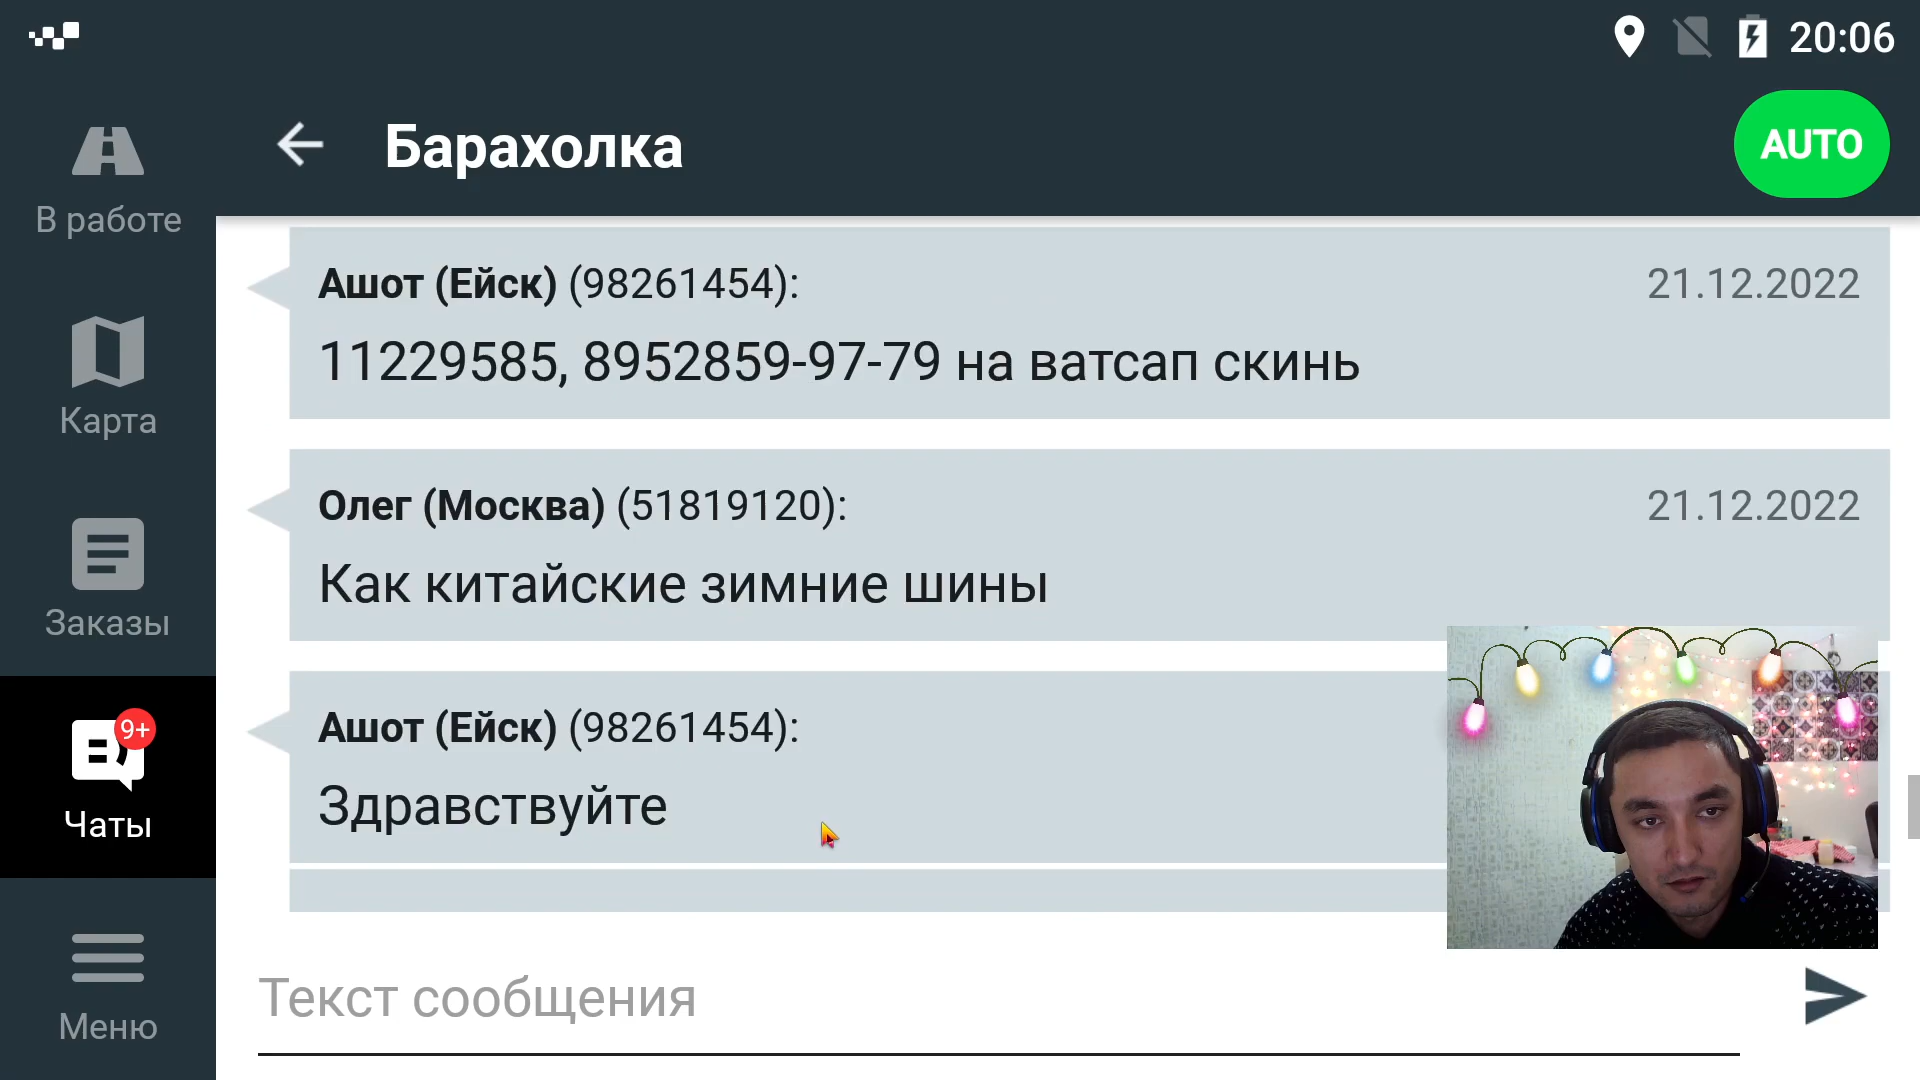 20:06
Барахолка
AUTO
В работе
Карта
Заказы
9+
Чаты
Меню
Ашот (Ейск) (98261454):
21.12.2022
11229585, 8952859-97-79 на ватсап скинь
Олег (Москва) (51819120):
21.12.2022
Как китайские зимние шины
Ашот (Ейск) (98261454):
Здравствуйте
Текст сообщения